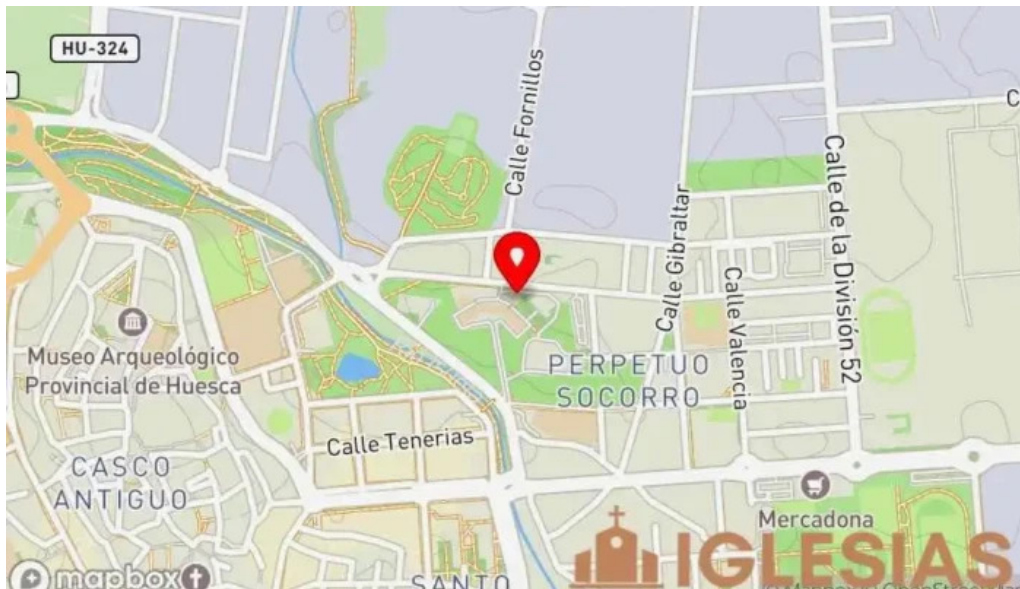 HU-324
Calle Fornillos
Calle Gibraltar
Calle de la División 52
Calle Valencia
Museo Arqueológico
Provincial de Huesca
PERPETUO
SOCORRO
Calle Tenerias
CASCO
ANTIGUO
Mercadona
SANTO
mapbox
IGLESIAS